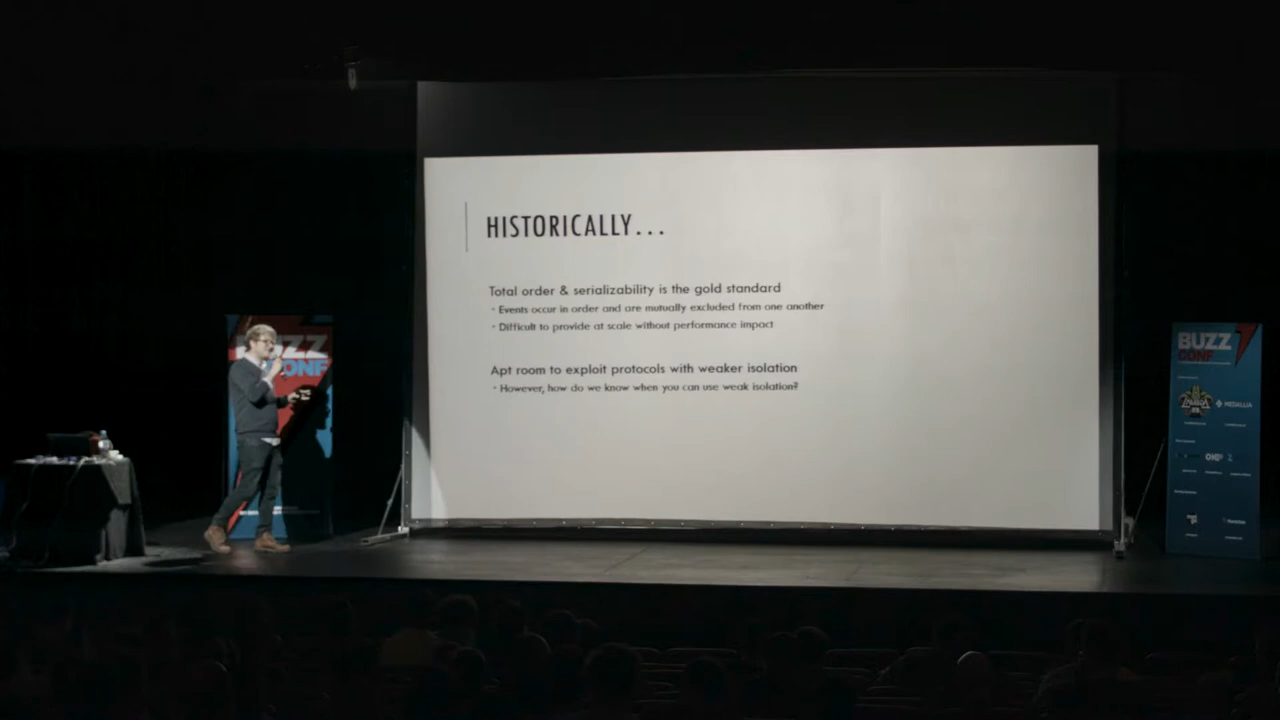 HISTORICALLY...
Total order & serializability is the gold standard
- Events occur in order and are mutually excluded from one another
- Difficult to provide at scale without performance impact
Apt room to exploit protocols with weaker isolation
- However, how do we know when you can use weak isolation?
BUZZ
CONF
BUZZ
CONF
MEDALLIA